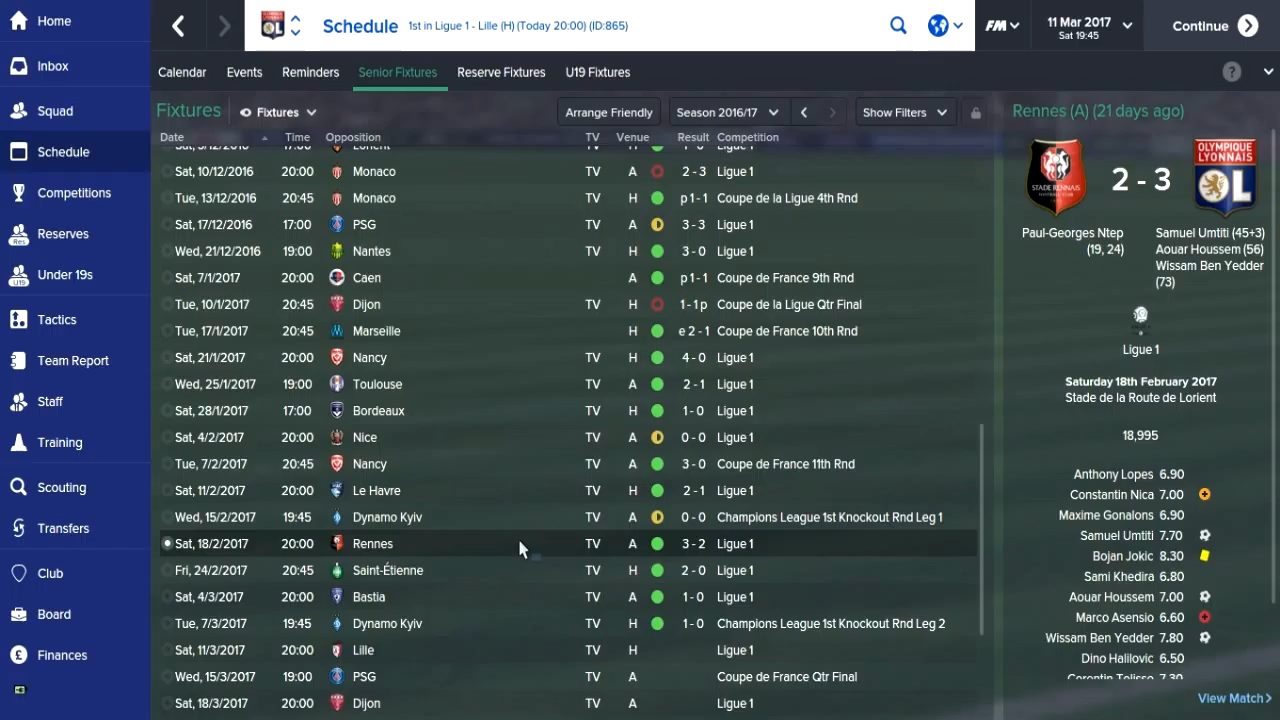 Home
Inbox
Squad
Schedule
Competitions
Reserves
Under 19s
Tactics
Team Report
Staff
Training
Scouting
Transfers
Club
Board
Finances
Schedule 1st in Ligue 1 - Lille (H) (Today 20:00) (ID:865)
FM 11 Mar 2017
Sat 19:45
Continue
Calendar Events Reminders Senior Fixtures Reserve Fixtures U19 Fixtures
Fixtures Fixtures Arrange Friendly Season 2016/17 Show Filters
Date Time Opposition TV Venue Result Competition
Sat, 10/12/2016 20:00 Monaco TV A 2 - 3 Ligue 1
Tue, 13/12/2016 20:45 Monaco TV H p 1 - 1 Coupe de la Ligue 4th Rnd
Sat, 17/12/2016 17:00 PSG TV A 3 - 3 Ligue 1
Wed, 21/12/2016 19:00 Nantes TV H 3 - 0 Ligue 1
Sat, 7/1/2017 20:00 Caen A p 1 - 1 Coupe de France 9th Rnd
Tue, 10/1/2017 20:45 Dijon TV H 1 - 1 p Coupe de la Ligue Qtr Final
Tue, 17/1/2017 20:45 Marseille H e 2 - 1 Coupe de France 10th Rnd
Sat, 21/1/2017 20:00 Nancy TV H 4 - 0 Ligue 1
Wed, 25/1/2017 19:00 Toulouse TV A 2 - 1 Ligue 1
Sat, 28/1/2017 17:00 Bordeaux TV H 1 - 0 Ligue 1
Sat, 4/2/2017 20:00 Nice TV A 0 - 0 Ligue 1
Tue, 7/2/2017 20:45 Nancy TV A 3 - 0 Coupe de France 11th Rnd
Sat, 11/2/2017 20:00 Le Havre TV H 2 - 1 Ligue 1
Wed, 15/2/2017 19:45 Dynamo Kyiv TV A 0 - 0 Champions League 1st Knockout Rnd Leg 1
Sat, 18/2/2017 20:00 Rennes TV A 3 - 2 Ligue 1
Fri, 24/2/2017 20:45 Saint-Étienne TV H 2 - 0 Ligue 1
Sat, 4/3/2017 20:00 Bastia TV A 1 - 0 Ligue 1
Tue, 7/3/2017 19:45 Dynamo Kyiv TV H 1 - 0 Champions League 1st Knockout Rnd Leg 2
Sat, 11/3/2017 20:00 Lille TV H Ligue 1
Wed, 15/3/2017 19:00 PSG TV A Coupe de France Qtr Final
Sat, 18/3/2017 20:00 Dijon TV A Ligue 1
Rennes (A) (21 days ago)
STADE RENNAIS
2 - 3
OLYMPIQUE
LYONNAIS
OL
Paul-Georges Ntep
(19, 24)
Samuel Umtiti (45+3)
Aouar Houssem (56)
Wissam Ben Yedder
(73)
Ligue 1
Saturday 18th February 2017
Stade de la Route de Lorient
18,995
Anthony Lopes 6.90
Constantin Nica 7.00
Maxime Gonalons 6.90
Samuel Umtiti 7.70
Bojan Jokic 8.30
Sami Khedira 6.80
Aouar Houssem 7.00
Marco Asensio 6.60
Wissam Ben Yedder 7.80
Dino Halilovic 6.50
Corentin Tolisso 7.30
View Match